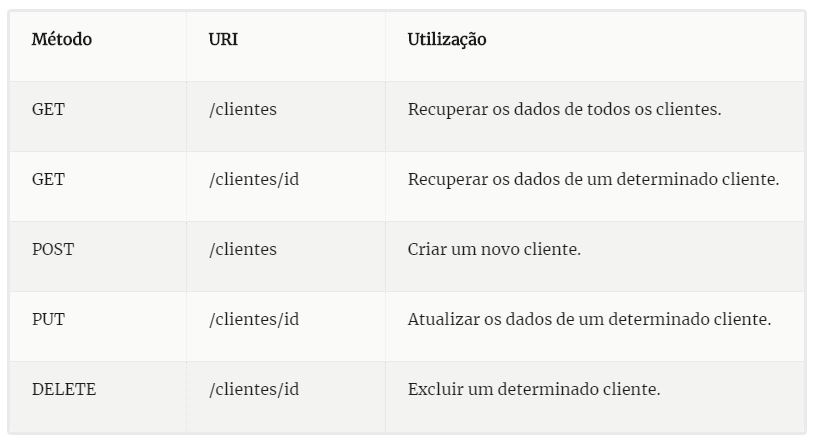 Método URI Utilização
GET /clientes Recuperar os dados de todos os clientes.
GET /clientes/id Recuperar os dados de um determinado cliente.
POST /clientes Criar um novo cliente.
PUT /clientes/id Atualizar os dados de um determinado cliente.
DELETE /clientes/id Excluir um determinado cliente.